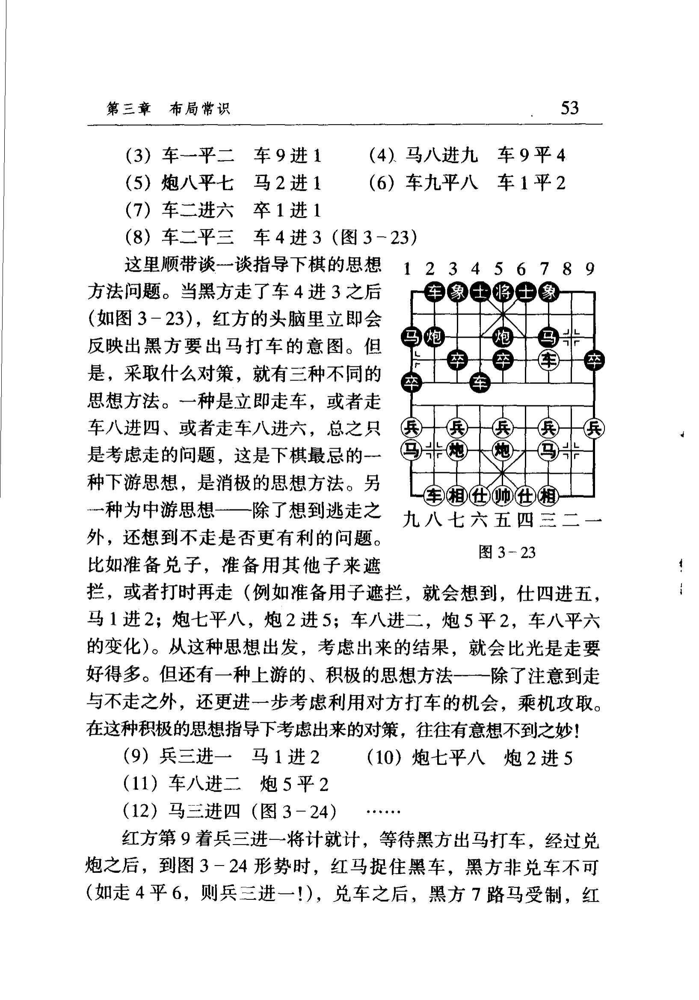 第三章 布局常识 53
(3) 车一平二 车9进1 (4) 马八进九 车9平4
(5) 炮八平七 马2进1 (6) 车九平八 车1平2
(7) 车二进六 卒1进1
(8) 车二平三 车4进3（图3-23）
这里顺带谈一谈指导下棋的思想
方法问题。当黑方走了车4进3之后
（如图3-23），红方的头脑里立即会
反映出黑方要出马打车的意图。但
是，采取什么对策，就有三种不同的
思想方法。一种是立即走车，或者走
车八进四、或者走车八进六，总之只
是考虑走的问题，这是下棋最忌的一
种下游思想，是消极的思想方法。另
一种为中游思想——除了想到逃走之
外，还想到不走是否更有利的问题。
比如准备兑子，准备用其他子来遮
1 2 3 4 5 6 7 8 9
车象士将士象
马炮炮马
卒卒车卒
卒车
兵兵兵兵兵
马炮炮马
车相仕帅仕相
九八七六五四三二一
图3-23
拦，或者打时再走（例如准备用子遮拦，就会想到，仕四进五，
马1进2；炮七平八，炮2进5；车八进二，炮5平2，车八平六
的变化）。从这种思想出发，考虑出来的结果，就会比光是走要
好得多。但还有一种上游的、积极的思想方法——除了注意到走
与不走之外，还更进一步考虑利用对方打车的机会，乘机攻取。
在这种积极的思想指导下考虑出来的对策，往往有意想不到之妙！
(9) 兵三进一 马1进2 (10) 炮七平八 炮2进5
(11) 车八进二 炮5平2
(12) 马三进四（图3-24） ……
红方第9着兵三进一将计就计，等待黑方出马打车，经过兑
炮之后，到图3-24形势时，红马捉住黑车，黑方非兑车不可
（如走4平6，则兵三进一！），兑车之后，黑方7路马受制，红